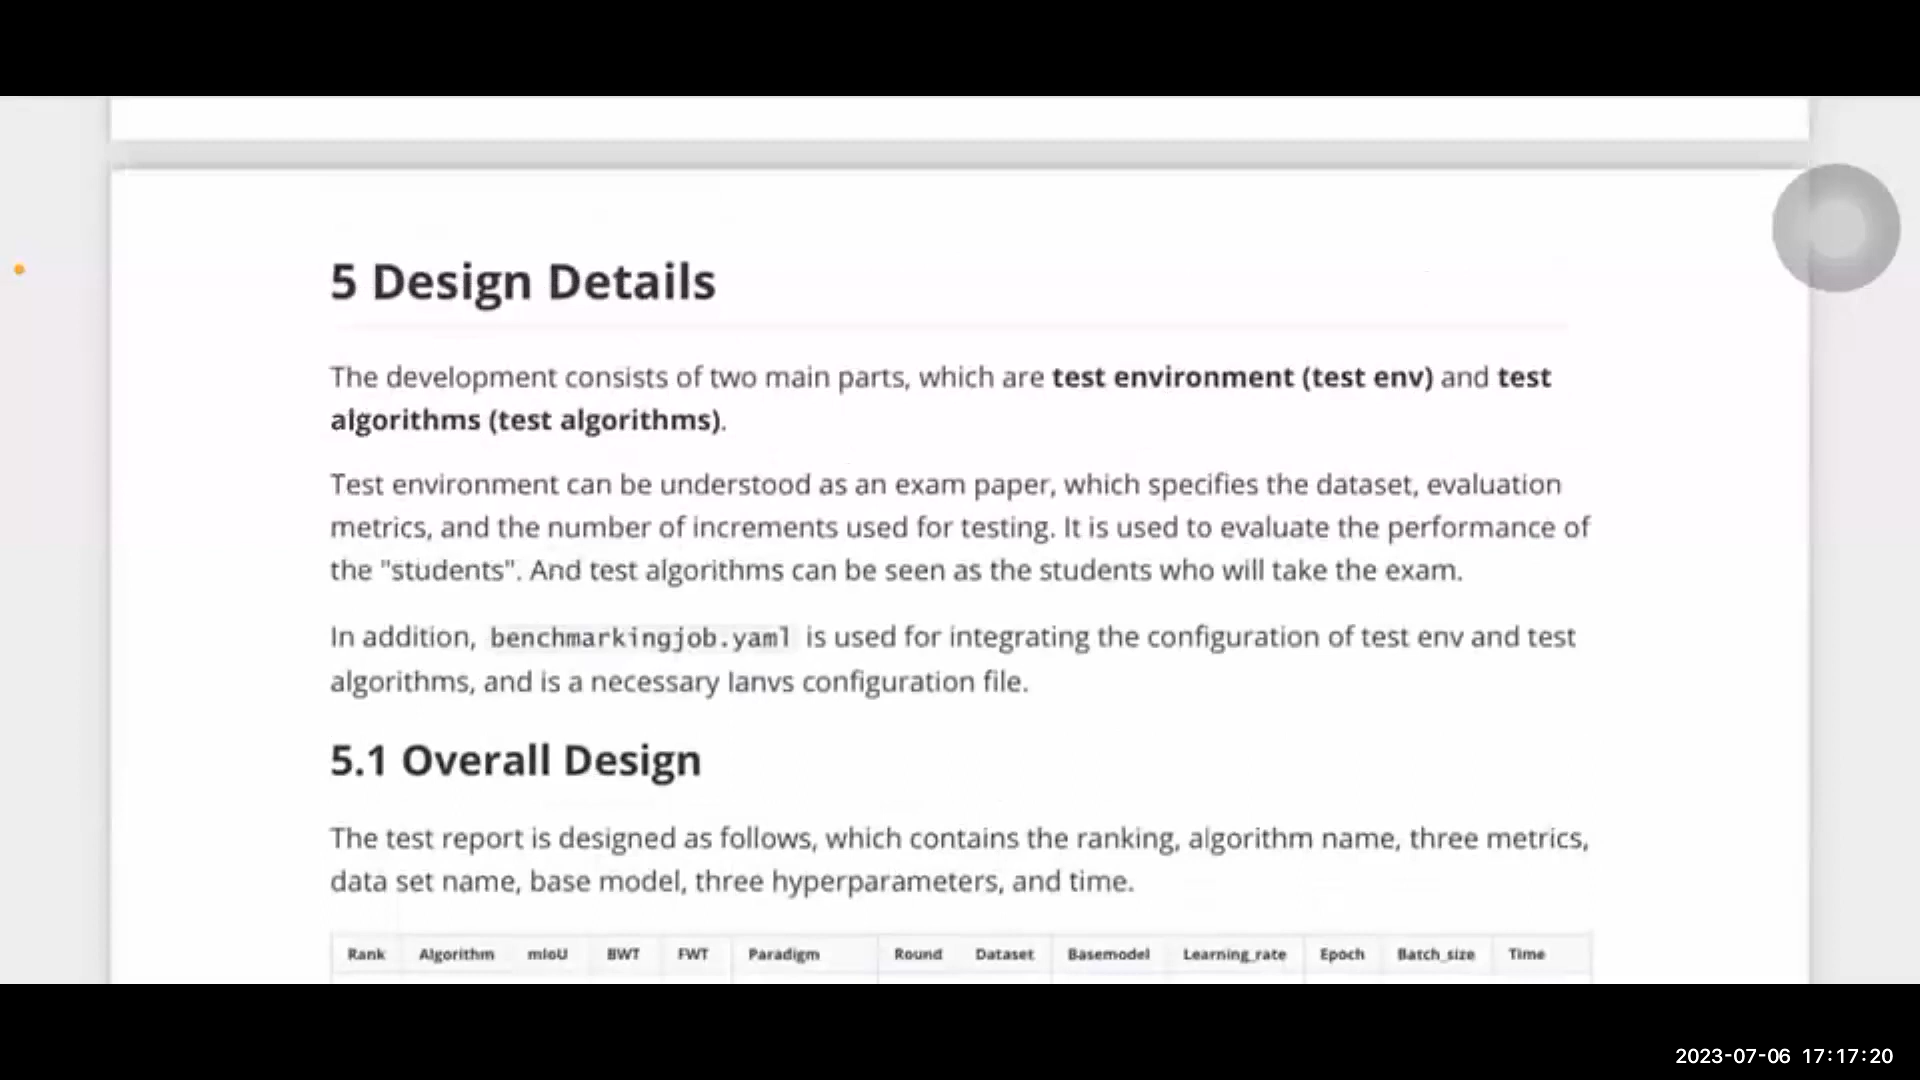 5 Design Details
The development consists of two main parts, which are test environment (test env) and test
algorithms (test algorithms).
Test environment can be understood as an exam paper, which specifies the dataset, evaluation
metrics, and the number of increments used for testing. It is used to evaluate the performance of
the "students". And test algorithms can be seen as the students who will take the exam.
In addition, benchmarkingjob.yaml is used for integrating the configuration of test env and test
algorithms, and is a necessary Ianvs configuration file.
5.1 Overall Design
The test report is designed as follows, which contains the ranking, algorithm name, three metrics,
data set name, base model, three hyperparameters, and time.
Rank Algorithm mIoU BWT FWT Paradigm Round Dataset Basemodel Learning_rate Epoch Batch_size Time
2023-07-06 17:17:20